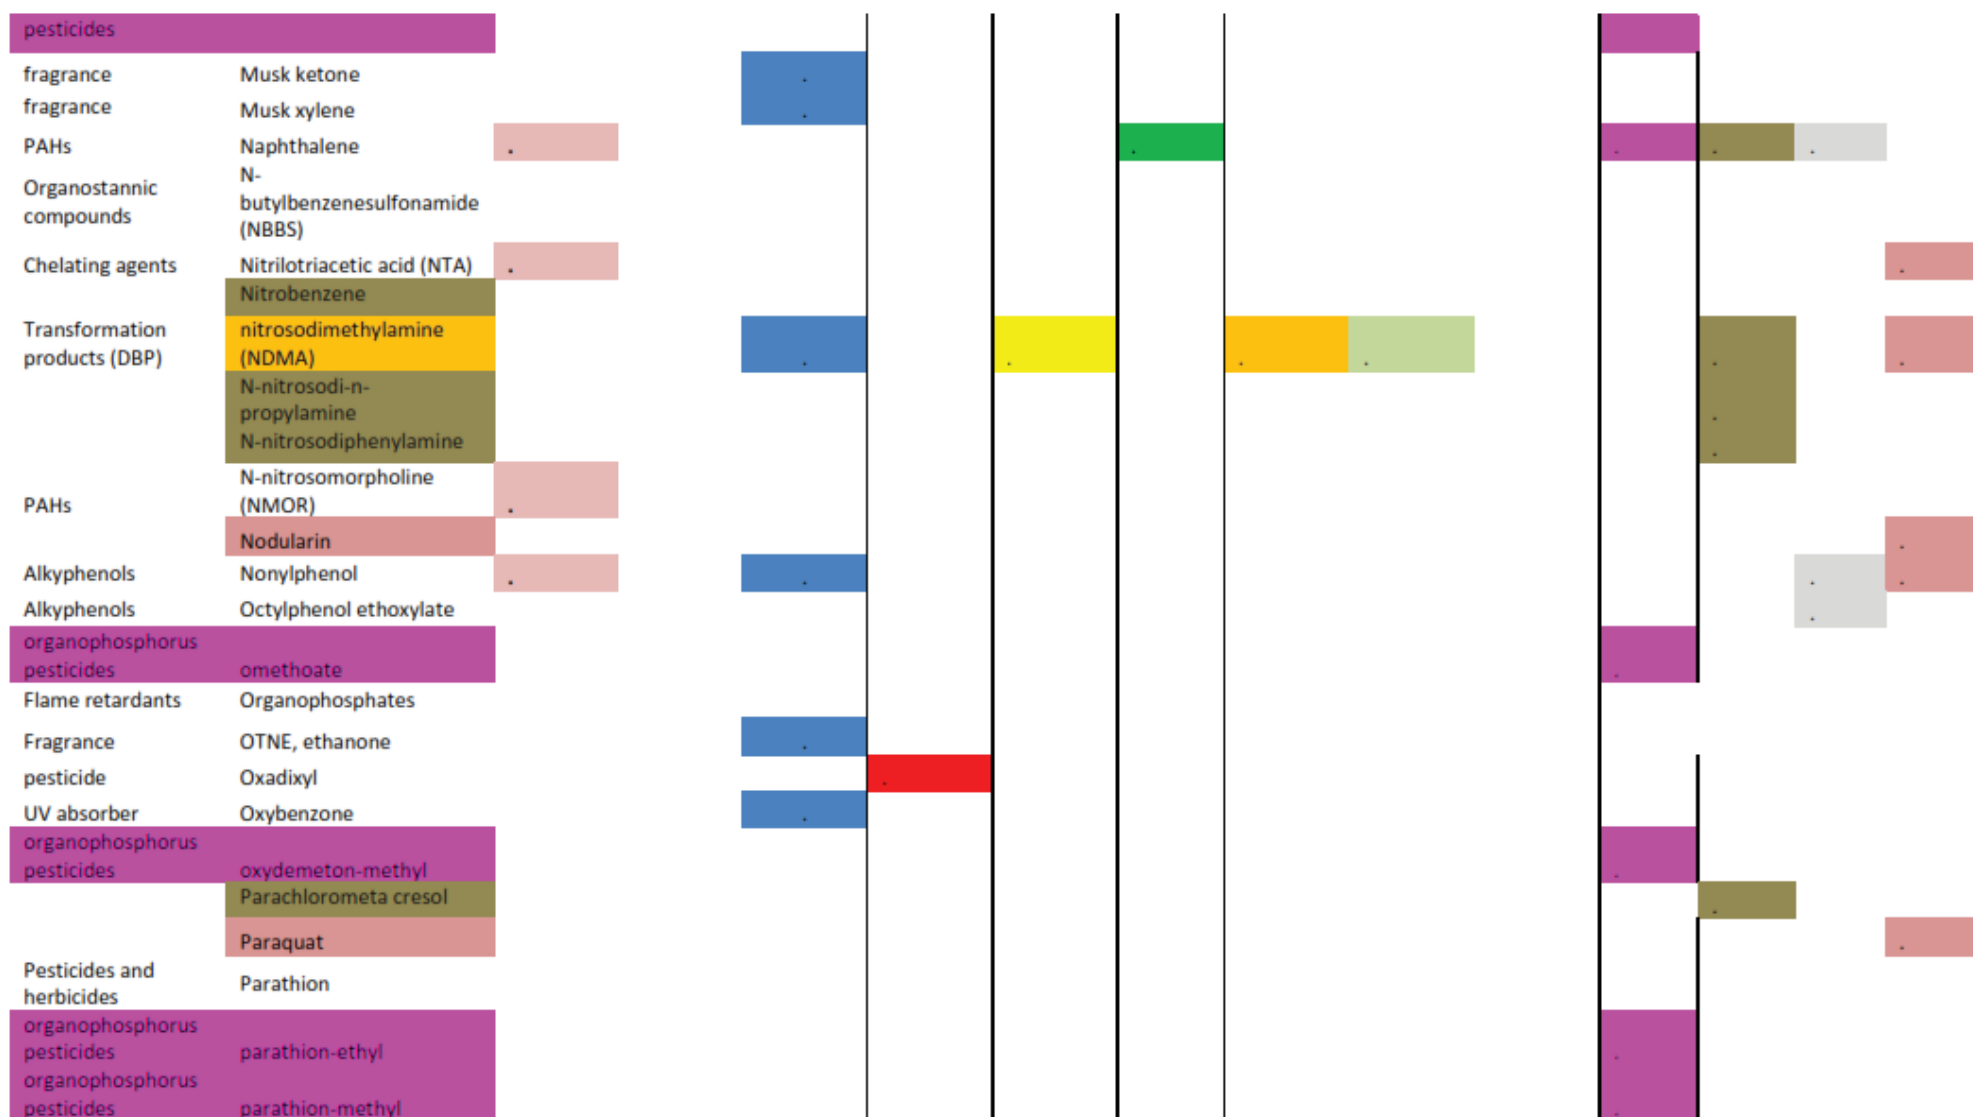 pesticides
fragrance Musk ketone . 
fragrance Musk xylene .
PAHs Naphthalene . . . . .
Organostannic compounds N-
butylbenzenesulfonamide
(NBBS)
Chelating agents Nitrilotriacetic acid (NTA) . .
Nitrobenzene
Transformation nitrosodimethylamine
products (DBP) (NDMA) . . . . . .
N-nitrosodi-n-
propylamine .
N-nitrosodiphenylamine .
N-nitrosomorpholine
PAHs (NMOR) .
Nodularin .
Alkyphenols Nonylphenol . . . .
Alkyphenols Octylphenol ethoxylate .
organophosphorus
pesticides omethoate .
Flame retardants Organophosphates
Fragrance OTNE, ethanone .
pesticide Oxadixyl .
UV absorber Oxybenzone .
organophosphorus
pesticides oxydemeton-methyl .
Parachlorometa cresol .
Paraquat .
Pesticides and
herbicides Parathion
organophosphorus
pesticides parathion-ethyl .
organophosphorus
pesticides parathion-methyl .